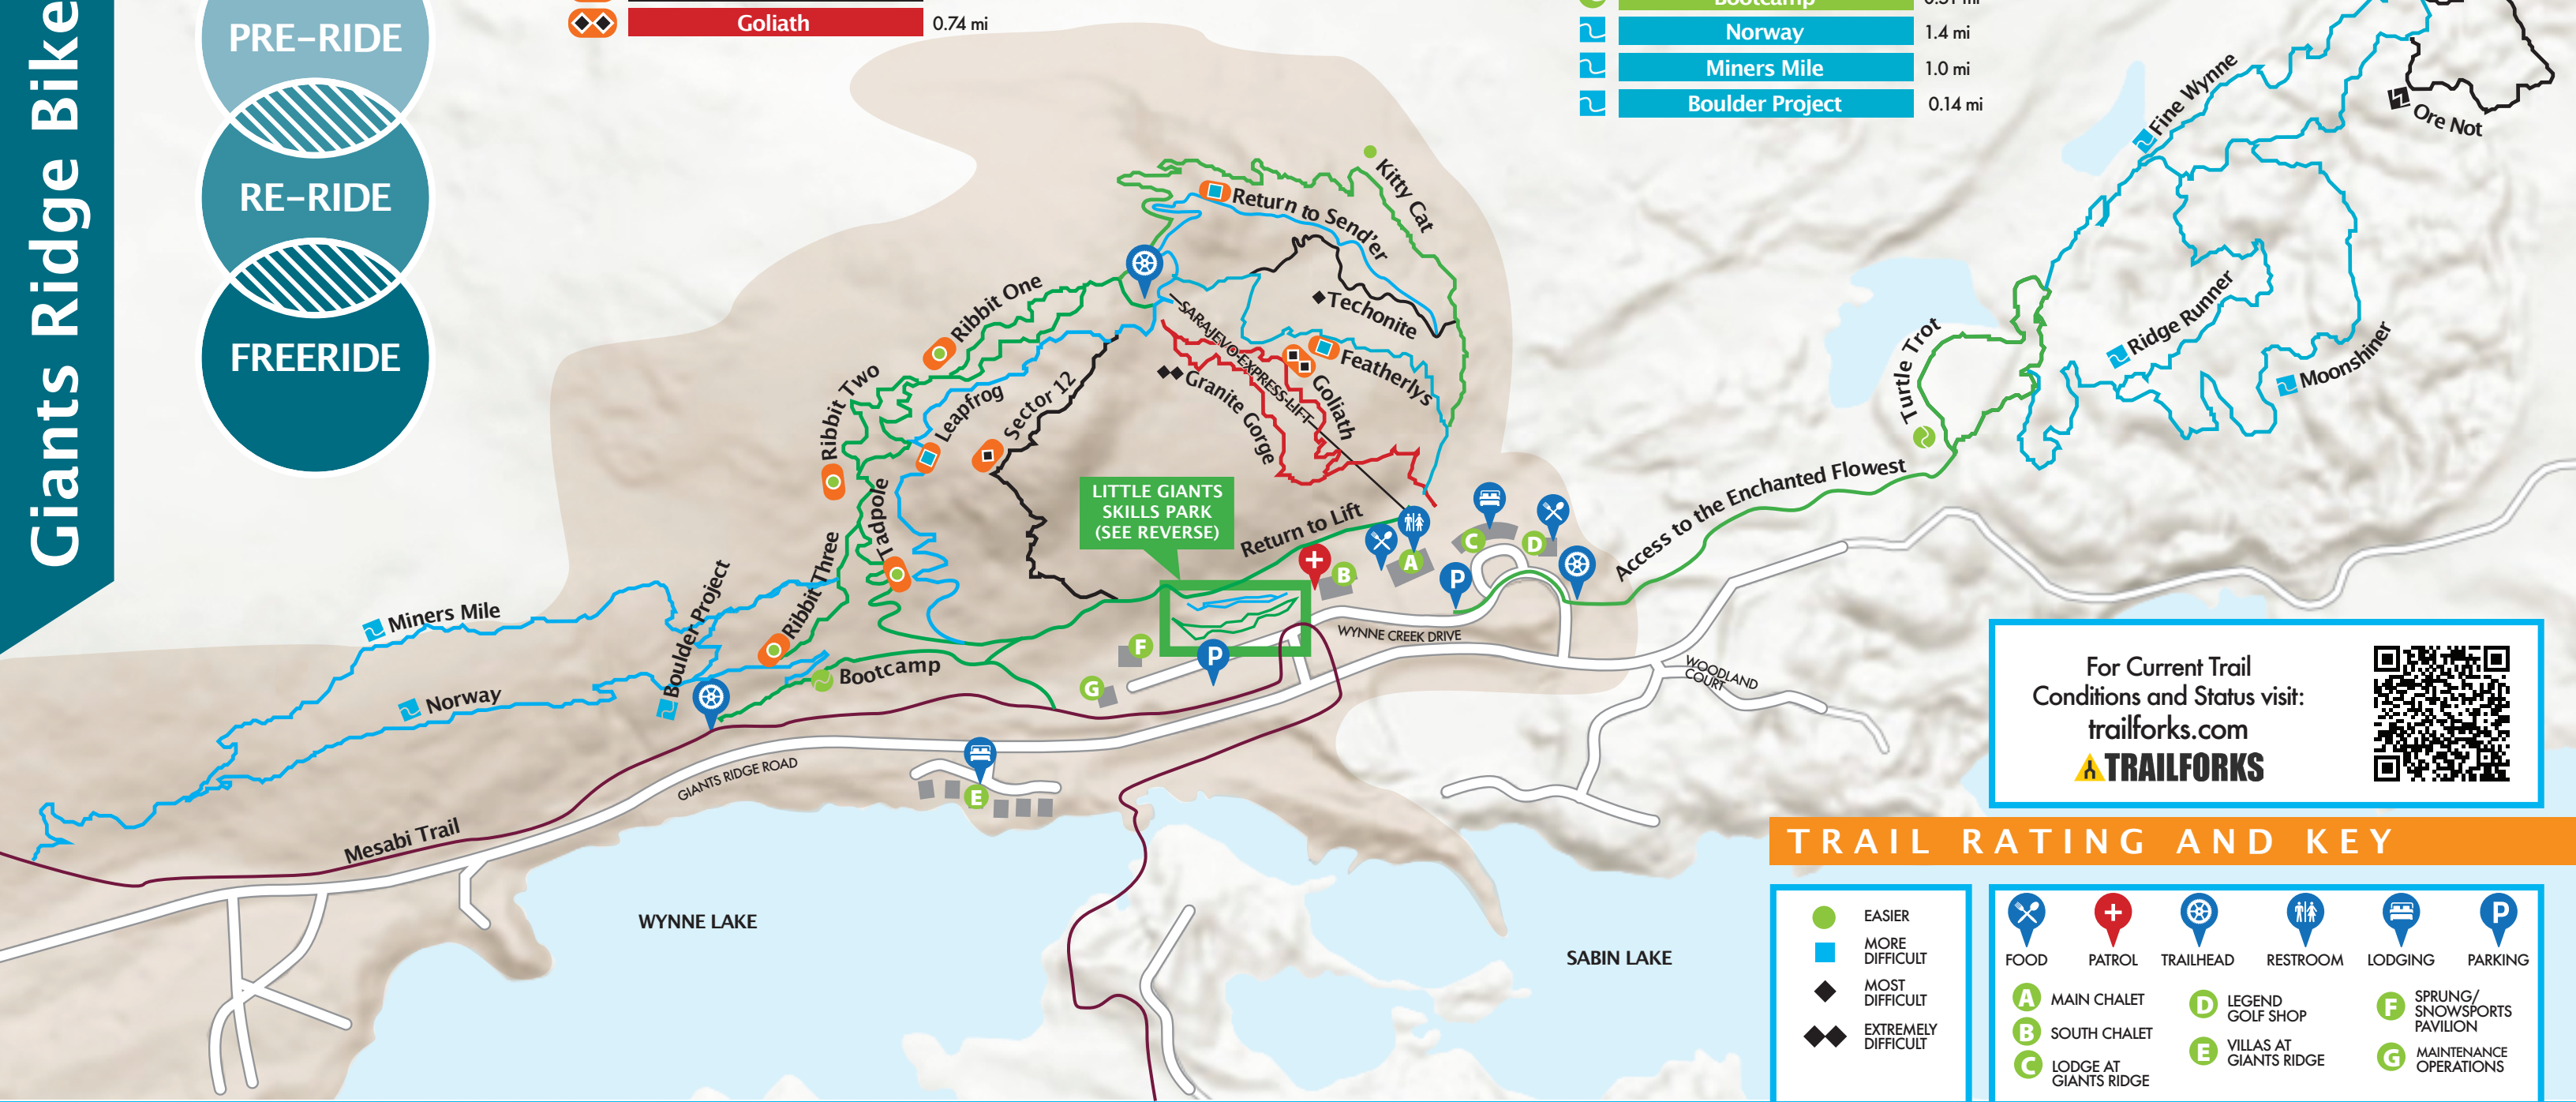 Giants Ridge Bike
PRE–RIDE
RE–RIDE
FREERIDE
Goliath 0.74 mi
Bootcamp
Norway 1.4 mi
Miners Mile 1.0 mi
Boulder Project 0.14 mi
Fine Wynne
Ore Not
Kitty Cat
Return to Send'er
Techonite
SARAJEVO EXPRESS LIFT
Featherlys
Goliath
Granite Gorge
Ribbit One
Ribbit Two
Leapfrog
Sector 12
Tadpole
Ribbit Three
LITTLE GIANTS
SKILLS PARK
(SEE REVERSE)
Return to Lift
Turtle Trot
Ridge Runner
Moonshiner
Access to the Enchanted Flowest
Miners Mile
Boulder Project
Norway
Bootcamp
A
B
C
D
E
F
G
P
P
WYNNE CREEK DRIVE
WOODLAND
COURT
GIANTS RIDGE ROAD
Mesabi Trail
WYNNE LAKE
SABIN LAKE
For Current Trail
Conditions and Status visit:
trailforks.com
TRAILFORKS
TRAIL RATING AND KEY
EASIER
MORE
DIFFICULT
MOST
DIFFICULT
EXTREMELY
DIFFICULT
P
FOOD PATROL TRAILHEAD RESTROOM LODGING PARKING
A MAIN CHALET
B SOUTH CHALET
C LODGE AT
GIANTS RIDGE
D LEGEND
GOLF SHOP
E VILLAS AT
GIANTS RIDGE
F SPRUNG/
SNOWSPORTS
PAVILION
G MAINTENANCE
OPERATIONS